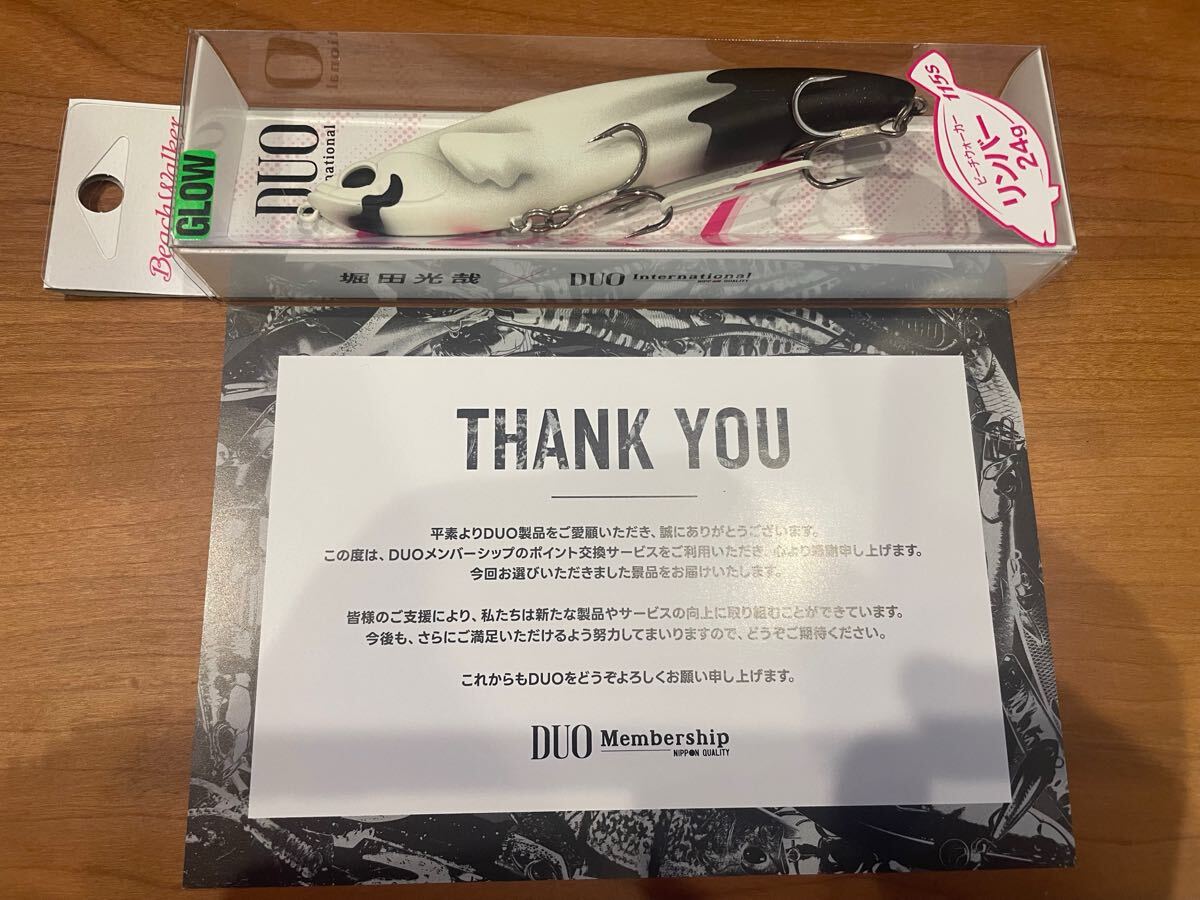 Beach Walker
GLOW
DUO
International
ビーチウォーカー
リンバー
115S
24g
堀田光哉 × DUO International
NIPPON QUALITY
THANK YOU
平素よりDUO製品をご愛顧いただき、誠にありがとうございます。
この度は、DUOメンバーシップのポイント交換サービスをご利用いただき、心より感謝申し上げます。
今回お選びいただきました景品をお届けいたします。
皆様のご支援により、私たちは新たな製品やサービスの向上に取り組むことができています。
今後も、さらにご満足いただけるよう努力してまいりますので、どうぞご期待ください。
これからもDUOをどうぞよろしくお願い申し上げます。
DUO Membership
NIPPON QUALITY